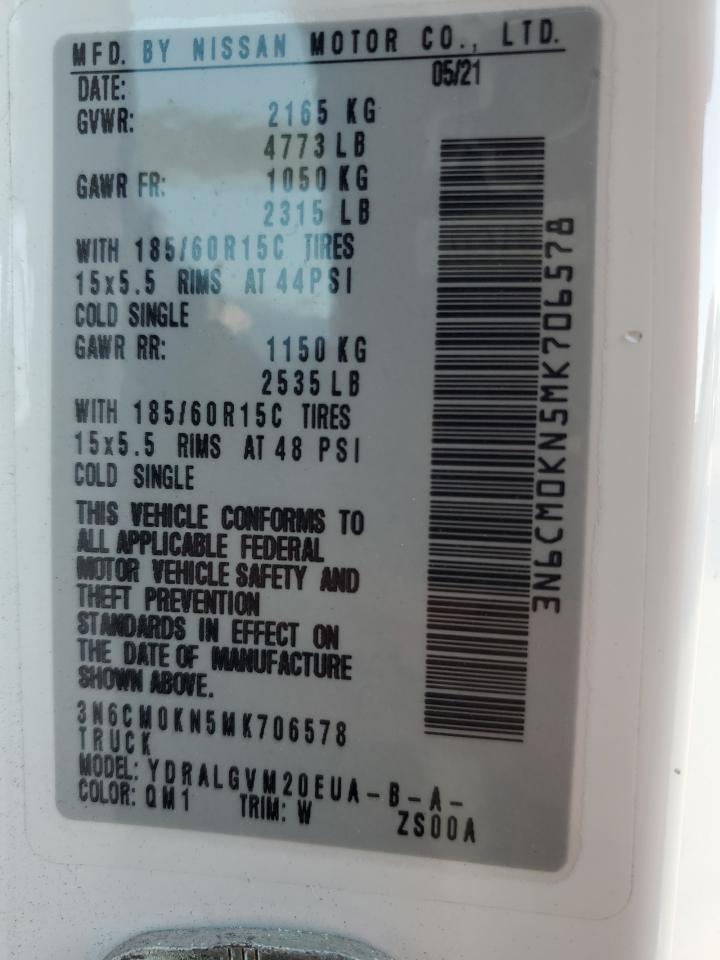 MFD. BY NISSAN MOTOR CO., LTD.
DATE: 05/21
GVWR: 2165 KG
4773 LB
GAWR FR: 1050 KG
2315 LB
WITH 185/60R15C TIRES
15x5.5 RIMS AT 44PSI
COLD SINGLE
GAWR RR: 1150 KG
2535 LB
WITH 185/60R15C TIRES
15x5.5 RIMS AT 48 PSI
COLD SINGLE
THIS VEHICLE CONFORMS TO
ALL APPLICABLE FEDERAL
MOTOR VEHICLE SAFETY AND
THEFT PREVENTION
STANDARDS IN EFFECT ON
THE DATE OF MANUFACTURE
SHOWN ABOVE.
3N6CM0KN5MK706578
TRUCK
MODEL: YDRALGVM20EUA-B-A-
COLOR: QM1 TRIM: W ZS00A
3N6CM0KN5MK706578